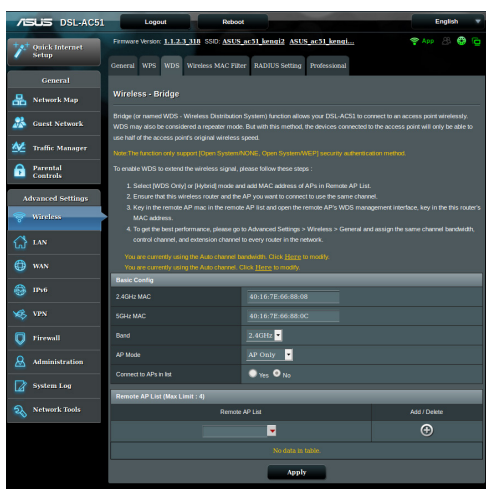 ASUS DSL-AC51
Logout
Reboot
English
Firmware Version: 1.1.2.3_318 SSID: ASUS_ac51_kengi2 ASUS_ac51_kengi...
App
Quick Internet
Setup
General
Network Map
Guest Network
Traffic Manager
Parental
Controls
Advanced Settings
Wireless
LAN
WAN
IPv6
VPN
Firewall
Administration
System Log
Network Tools
General WPS WDS Wireless MAC Filter RADIUS Setting Professional
Wireless - Bridge
Bridge (or named WDS - Wireless Distribution System) function allows your DSL-AC51 to connect to an access point wirelessly.
WDS may also be considered a repeater mode. But with this method, the devices connected to the access point will only be able to
use half of the access point's original wireless speed.
Note:The function only support [Open System/NONE, Open System/WEP] security authentication method.
To enable WDS to extend the wireless signal, please follow these steps :
1. Select [WDS Only] or [Hybrid] mode and add MAC address of APs in Remote AP List.
2. Ensure that this wireless router and the AP you want to connect to use the same channel.
3. Key in the remote AP mac in the remote AP list and open the remote AP's WDS management interface, key in the this router's
MAC address.
4. To get the best performance, please go to Advanced Settings > Wireless > General and assign the same channel bandwidth,
control channel, and extension channel to every router in the network.
You are currently using the Auto channel bandwidth. Click Here to modify.
You are currently using the Auto channel. Click Here to modify.
Basic Config
2.4GHz MAC 40:16:7E:66:88:08
5GHz MAC 40:16:7E:66:88:0C
Band 2.4GHz
AP Mode AP Only
Connect to APs in list Yes No
Remote AP List (Max Limit : 4)
Remote AP List Add / Delete
No data in table.
Apply